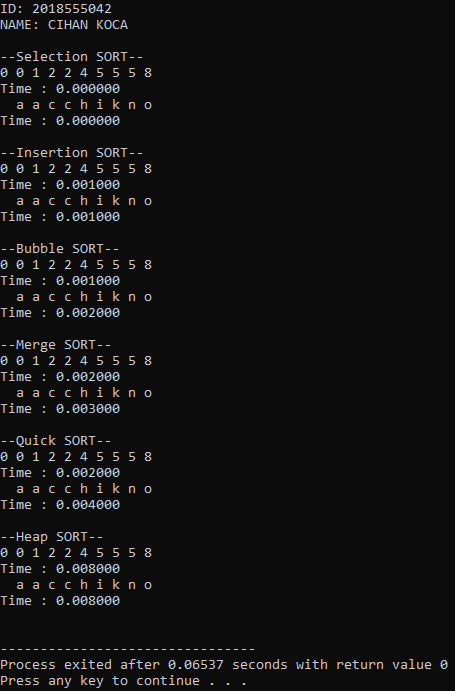 ID: 2018555042
NAME: CIHAN KOCA
--Selection SORT--
0 0 1 2 2 4 5 5 5 8
Time : 0.000000
a a c c h i k n o
Time : 0.000000
--Insertion SORT--
0 0 1 2 2 4 5 5 5 8
Time : 0.001000
a a c c h i k n o
Time : 0.001000
--Bubble SORT--
0 0 1 2 2 4 5 5 5 8
Time : 0.001000
a a c c h i k n o
Time : 0.002000
--Merge SORT--
0 0 1 2 2 4 5 5 5 8
Time : 0.002000
a a c c h i k n o
Time : 0.003000
--Quick SORT--
0 0 1 2 2 4 5 5 5 8
Time : 0.002000
a a c c h i k n o
Time : 0.004000
--Heap SORT--
0 0 1 2 2 4 5 5 5 8
Time : 0.008000
a a c c h i k n o
Time : 0.008000
--------------------------------
Process exited after 0.06537 seconds with return value 0
Press any key to continue . . .